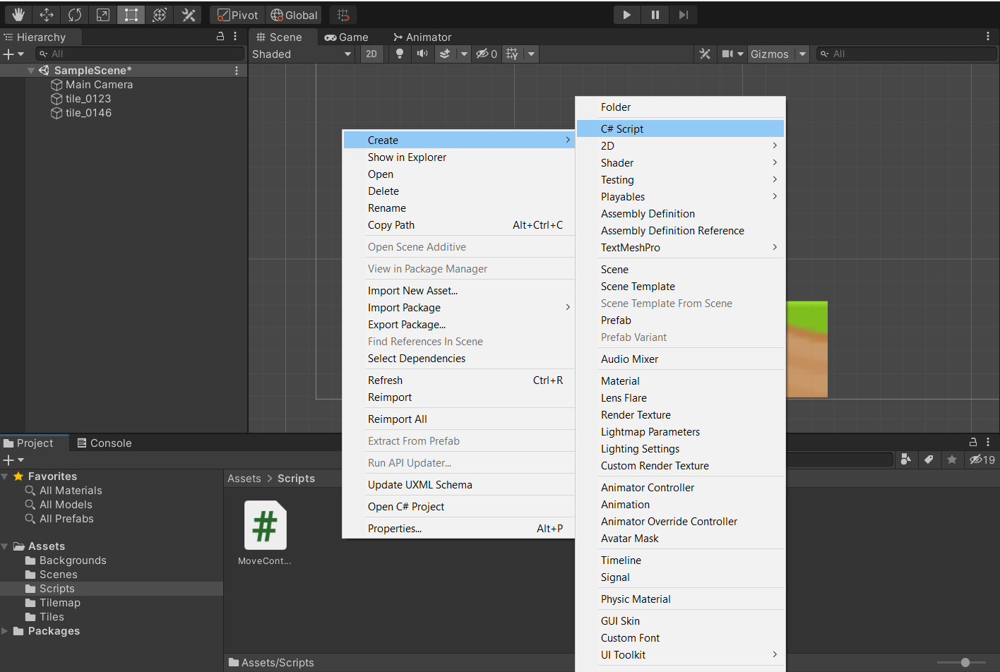 Pivot Global
Hierarchy
All
SampleScene*
Main Camera
tile_0123
tile_0146
Scene Game Animator
Shaded 2D 0 Gizmos All
Create
Show in Explorer
Open
Delete
Rename
Copy Path Alt+Ctrl+C
Open Scene Additive
View in Package Manager
Import New Asset...
Import Package
Export Package...
Find References In Scene
Select Dependencies
Refresh Ctrl+R
Reimport
Reimport All
Extract From Prefab
Run API Updater...
Update UXML Schema
Open C# Project
Properties... Alt+P
Folder
C# Script
2D
Shader
Testing
Playables
Assembly Definition
Assembly Definition Reference
TextMeshPro
Scene
Scene Template
Scene Template From Scene
Prefab
Prefab Variant
Audio Mixer
Material
Lens Flare
Render Texture
Lightmap Parameters
Lighting Settings
Custom Render Texture
Animator Controller
Animation
Animator Override Controller
Avatar Mask
Timeline
Signal
Physic Material
GUI Skin
Custom Font
UI Toolkit
Project Console
19
Favorites
All Materials
All Models
All Prefabs
Assets
Backgrounds
Scenes
Scripts
Tilemap
Tiles
Packages
Assets > Scripts
#
MoveCont...
Assets/Scripts